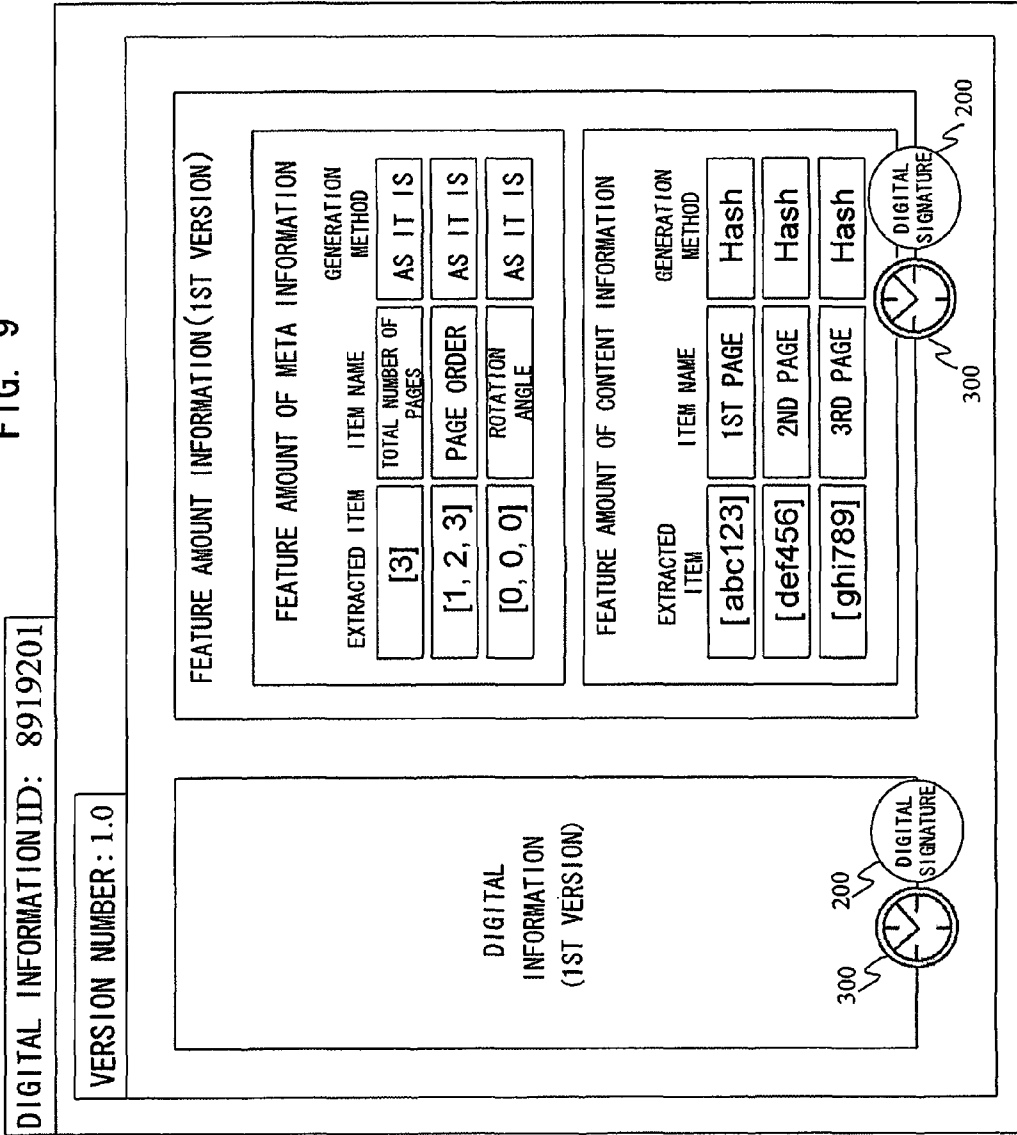 FIG. 9
DIGITAL INFORMATION ID: 8919201
VERSION NUMBER: 1.0
DIGITAL
INFORMATION
(1ST VERSION)
300
200
DIGITAL
SIGNATURE
FEATURE AMOUNT INFORMATION(1ST VERSION)
FEATURE AMOUNT OF META INFORMATION
EXTRACTED ITEM
ITEM NAME
GENERATION
METHOD
[3]
TOTAL NUMBER OF
PAGES
AS IT IS
[1, 2, 3]
PAGE ORDER
AS IT IS
[0, 0, 0]
ROTATION
ANGLE
AS IT IS
FEATURE AMOUNT OF CONTENT INFORMATION
EXTRACTED
ITEM
ITEM NAME
GENERATION
METHOD
[abc123]
1ST PAGE
Hash
[def456]
2ND PAGE
Hash
[ghi789]
3RD PAGE
Hash
300
DIGITAL
SIGNATURE
200